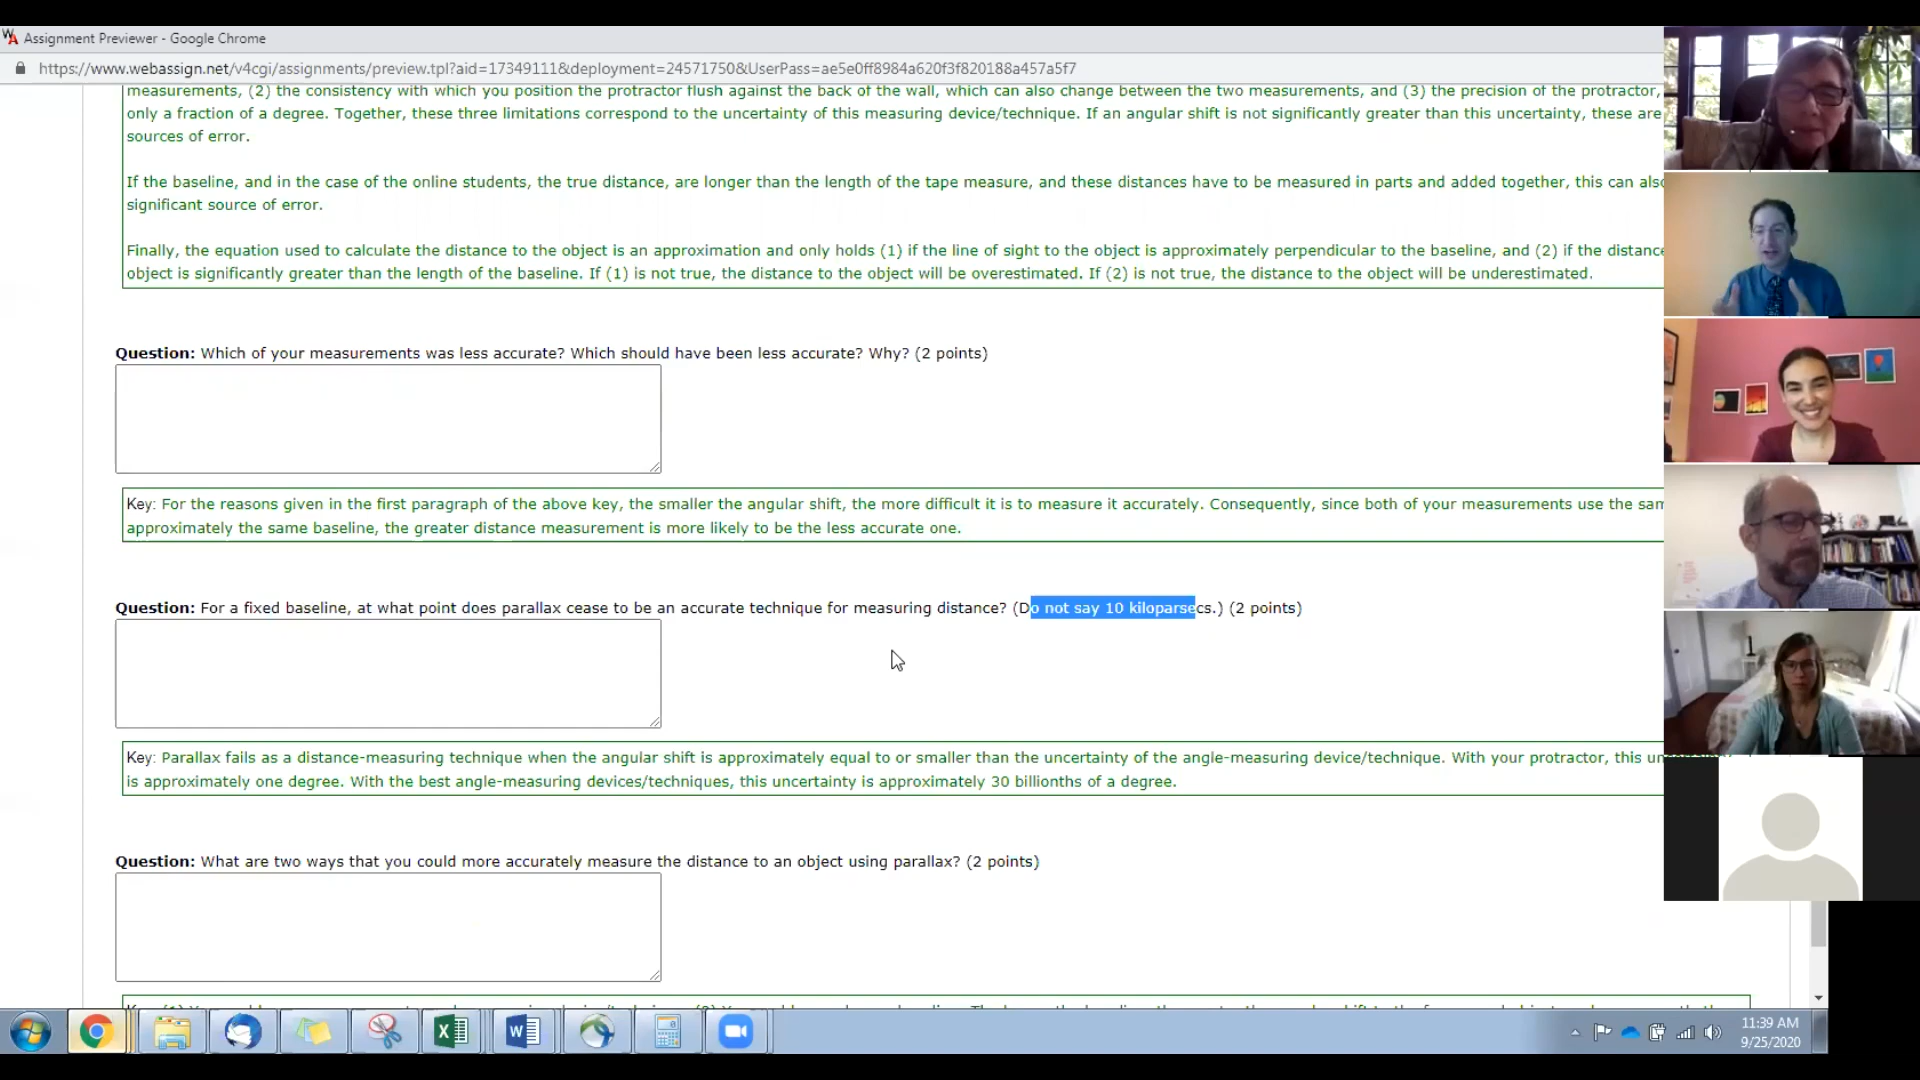 Assignment Previewer - Google Chrome
https://www.webassign.net/v4cgi/assignments/preview.tpl?aid=17349111&deployment=24571750&UserPass=ae5e0ff8984a620f3f820188a457a5f7
measurements, (2) the consistency with which you position the protractor flush against the back of the wall, which can also change between the two measurements, and (3) the precision of the protractor,
only a fraction of a degree. Together, these three limitations correspond to the uncertainty of this measuring device/technique. If an angular shift is not significantly greater than this uncertainty, these are
sources of error.
If the baseline, and in the case of the online students, the true distance, are longer than the length of the tape measure, and these distances have to be measured in parts and added together, this can also
significant source of error.
Finally, the equation used to calculate the distance to the object is an approximation and only holds (1) if the line of sight to the object is approximately perpendicular to the baseline, and (2) if the distance
object is significantly greater than the length of the baseline. If (1) is not true, the distance to the object will be overestimated. If (2) is not true, the distance to the object will be underestimated.
Question: Which of your measurements was less accurate? Which should have been less accurate? Why? (2 points)
Key: For the reasons given in the first paragraph of the above key, the smaller the angular shift, the more difficult it is to measure it accurately. Consequently, since both of your measurements use the
approximately the same baseline, the greater distance measurement is more likely to be the less accurate one.
Question: For a fixed baseline, at what point does parallax cease to be an accurate technique for measuring distance? (Do not say 10 kiloparsecs.) (2 points)
Key: Parallax fails as a distance-measuring technique when the angular shift is approximately equal to or smaller than the uncertainty of the angle-measuring device/technique. With your protractor, this
is approximately one degree. With the best angle-measuring devices/techniques, this uncertainty is approximately 30 billionths of a degree.
Question: What are two ways that you could more accurately measure the distance to an object using parallax? (2 points)
11:39 AM
9/25/2020